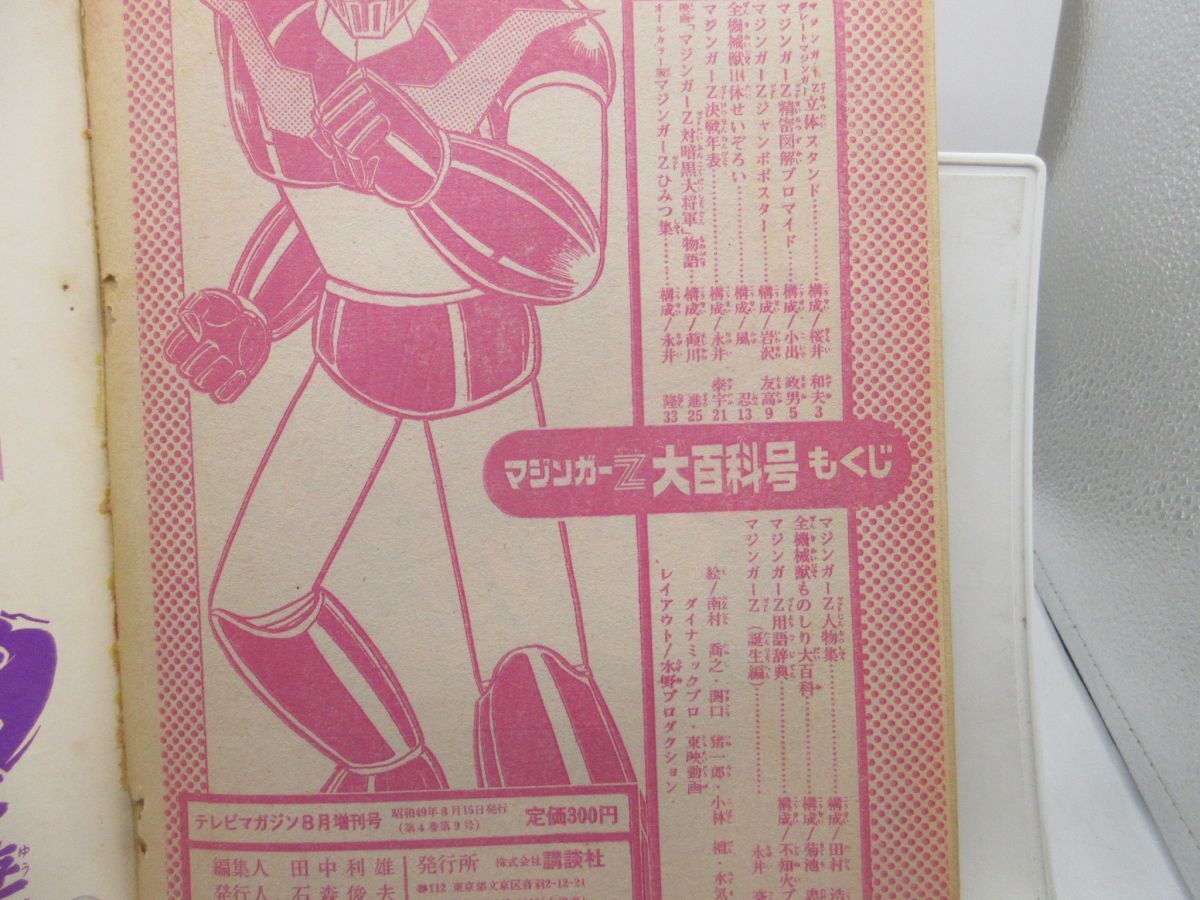 マジンガーZ
グレートマジンガー 立体スタンド………構成/桜井 和夫 3
マジンガーZ精密図解ブロマイド……構成/小出 政男 5
マジンガーZジャンボポスター………構成/岩沢 友高 9
全機械獣114体せいぞろい………構成/風 忍 13
マジンガーZ決戦年表………構成/永井 泰宇 21
映画「マジンガーZ対暗黒大将軍」物語 構成/蕪川 進 25
オールカラー マジンガーZひみつ集………構成/永井 隆 33
マジンガーZ 大百科号 もくじ
マジンガーZ人物集………構成/田村
全機械獣ものしり大百科………構成/菊池
マジンガーZ用語辞典………構成/不知火プ
マジンガーZ(誕生編)………永井
絵/南村 喬之・関口 猪一郎・小林 水気
ダイナミックプロ・東映動画
レイアウト/水野プロダクション
テレビマガジン8月増刊号 昭和49年8月15日発行 (第4巻第9号) 定価300円
編集人 田中利雄
発行人 石森俊夫
発行所 株式会社 講談社
112 東京都文京区音羽2-12-21
ゆう